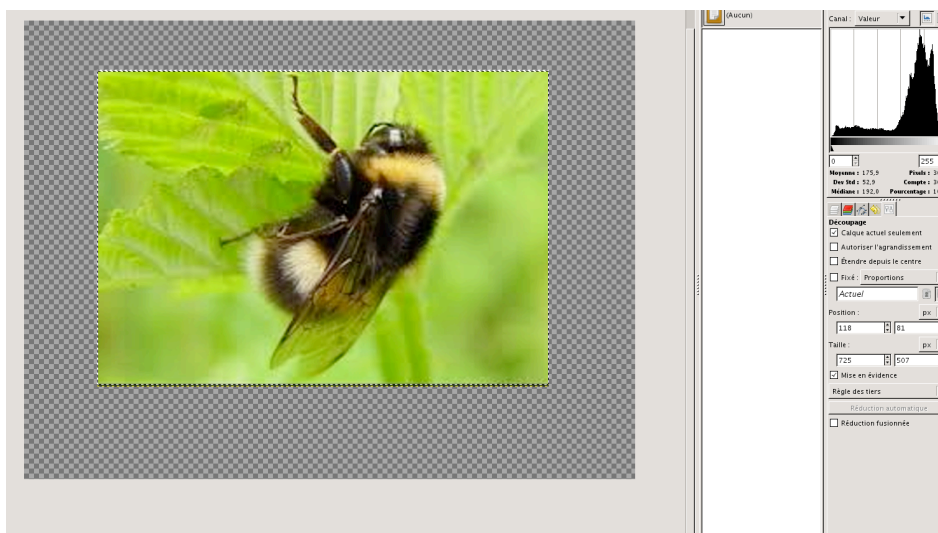 (Aucun)
Canal : Valeur
0 255
Moyenne : 175,9 Pixels :
Dev Std : 52,9 Compte :
Médiane : 192,0 Pourcentage :
Découpage
Calque actuel seulement
Autoriser l'agrandissement
Étendre depuis le centre
Fixé : Proportions
Actuel
Position : px
118 81
Taille : px
725 507
Mise en évidence
Règle des tiers
Réduction automatique
Réduction fusionnée